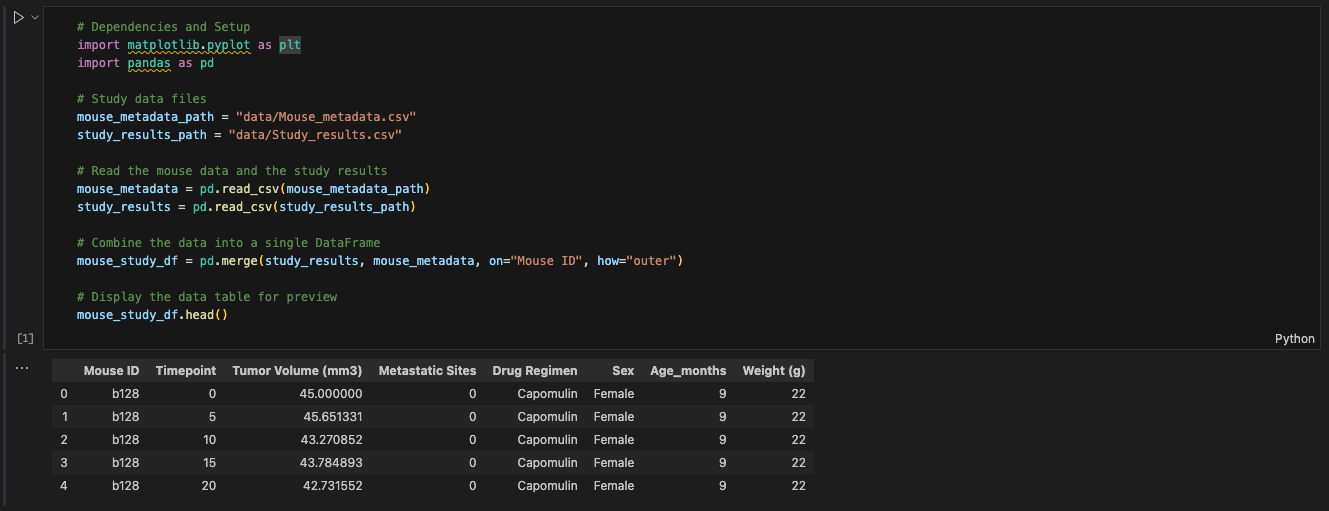 # Dependencies and Setup
import matplotlib.pyplot as plt
import pandas as pd
# Study data files
mouse_metadata_path = "data/Mouse_metadata.csv"
study_results_path = "data/Study_results.csv"
# Read the mouse data and the study results
mouse_metadata = pd.read_csv(mouse_metadata_path)
study_results = pd.read_csv(study_results_path)
# Combine the data into a single DataFrame
mouse_study_df = pd.merge(study_results, mouse_metadata, on="Mouse ID", how="outer")
# Display the data table for preview
mouse_study_df.head()
[1] Python
... Mouse ID Timepoint Tumor Volume (mm3) Metastatic Sites Drug Regimen Sex Age_months Weight (g)
0 b128 0 45.000000 0 Capomulin Female 9 22
1 b128 5 45.651331 0 Capomulin Female 9 22
2 b128 10 43.270852 0 Capomulin Female 9 22
3 b128 15 43.784893 0 Capomulin Female 9 22
4 b128 20 42.731552 0 Capomulin Female 9 22